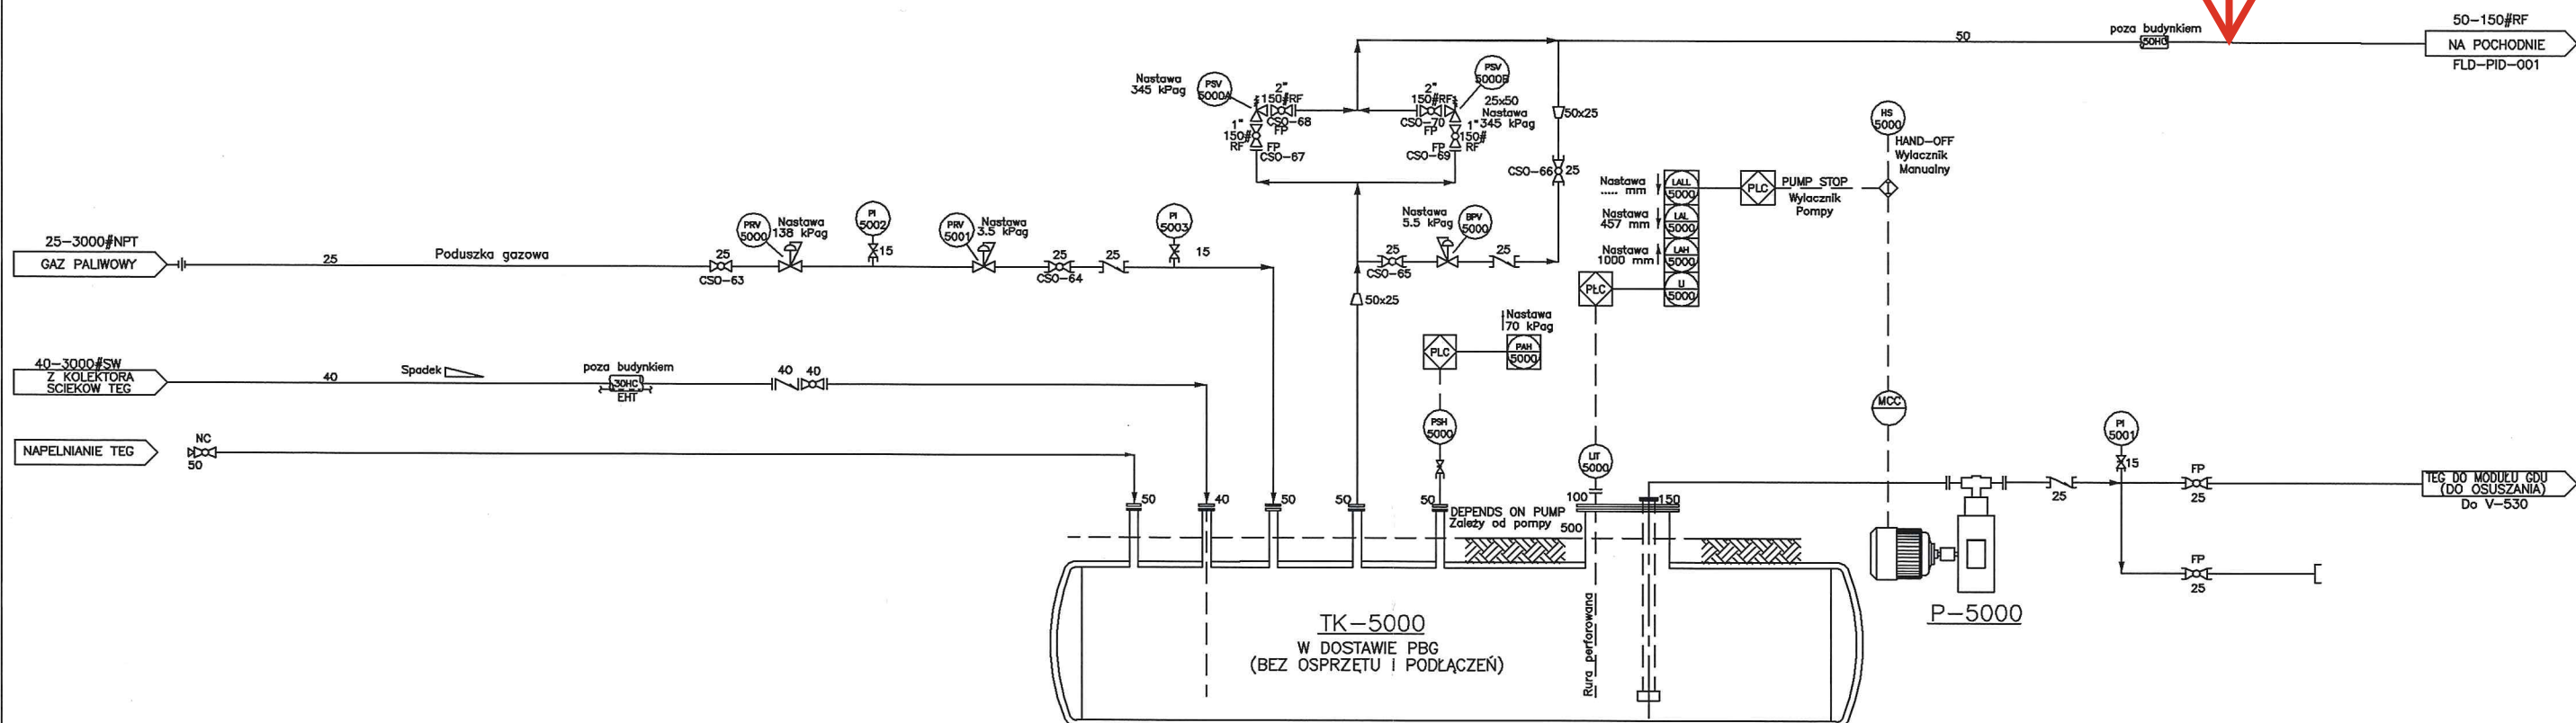 50-150#RF
NA POCHODNIE
FLD-PID-001
poza budynkiem
50HC
50
Nastawa
345 kPag
PSV
5000A
2"
150#RF
CSO-68
FP
1"
150#
RF
FP
CSO-67
PSV
5000B
2"
150#RF
25x50
Nastawa
345 kPag
CSO-70
FP
1"
150#
RF
FP
CSO-69
50x25
CSO-66
25
HS
5000
HAND-OFF
Wylacznik
Manualny
Nastawa
..... mm
LALL
5000
PLC
PUMP STOP
Wylacznik
Pompy
Nastawa
457 mm
LAL
5000
Nastawa
1000 mm
LAH
5000
LI
5000
PLC
25-3000#NPT
GAZ PALIWOWY
25
Poduszka gazowa
25
CSO-63
PRV
5000
Nastawa
138 kPag
PI
5002
15
PRV
5001
Nastawa
3.5 kPag
25
CSO-64
25
PI
5003
15
Nastawa
5.5 kPag
BPV
5000
25
CSO-65
25
50x25
Nastawa
70 kPag
PLC
PAH
5000
40-3000#SW
Z KOLEKTORA
SCIEKÓW TEG
40
Spadek
poza budynkiem
30HC
EHT
40
40
MCC
PSH
5000
NAPEŁNIANIE TEG
NC
50
LIT
5000
PI
5001
15
FP
25
25
TEG DO MODUŁU GDU
(DO OSUSZANIA)
Do V-530
50
40
50
50
50
100
150
DEPENDS ON PUMP
Zależy od pompy
500
FP
25
P-5000
TK-5000
W DOSTAWIE PBG
(BEZ OSPRZĘTU I PODŁĄCZEŃ)
Rura perforowana